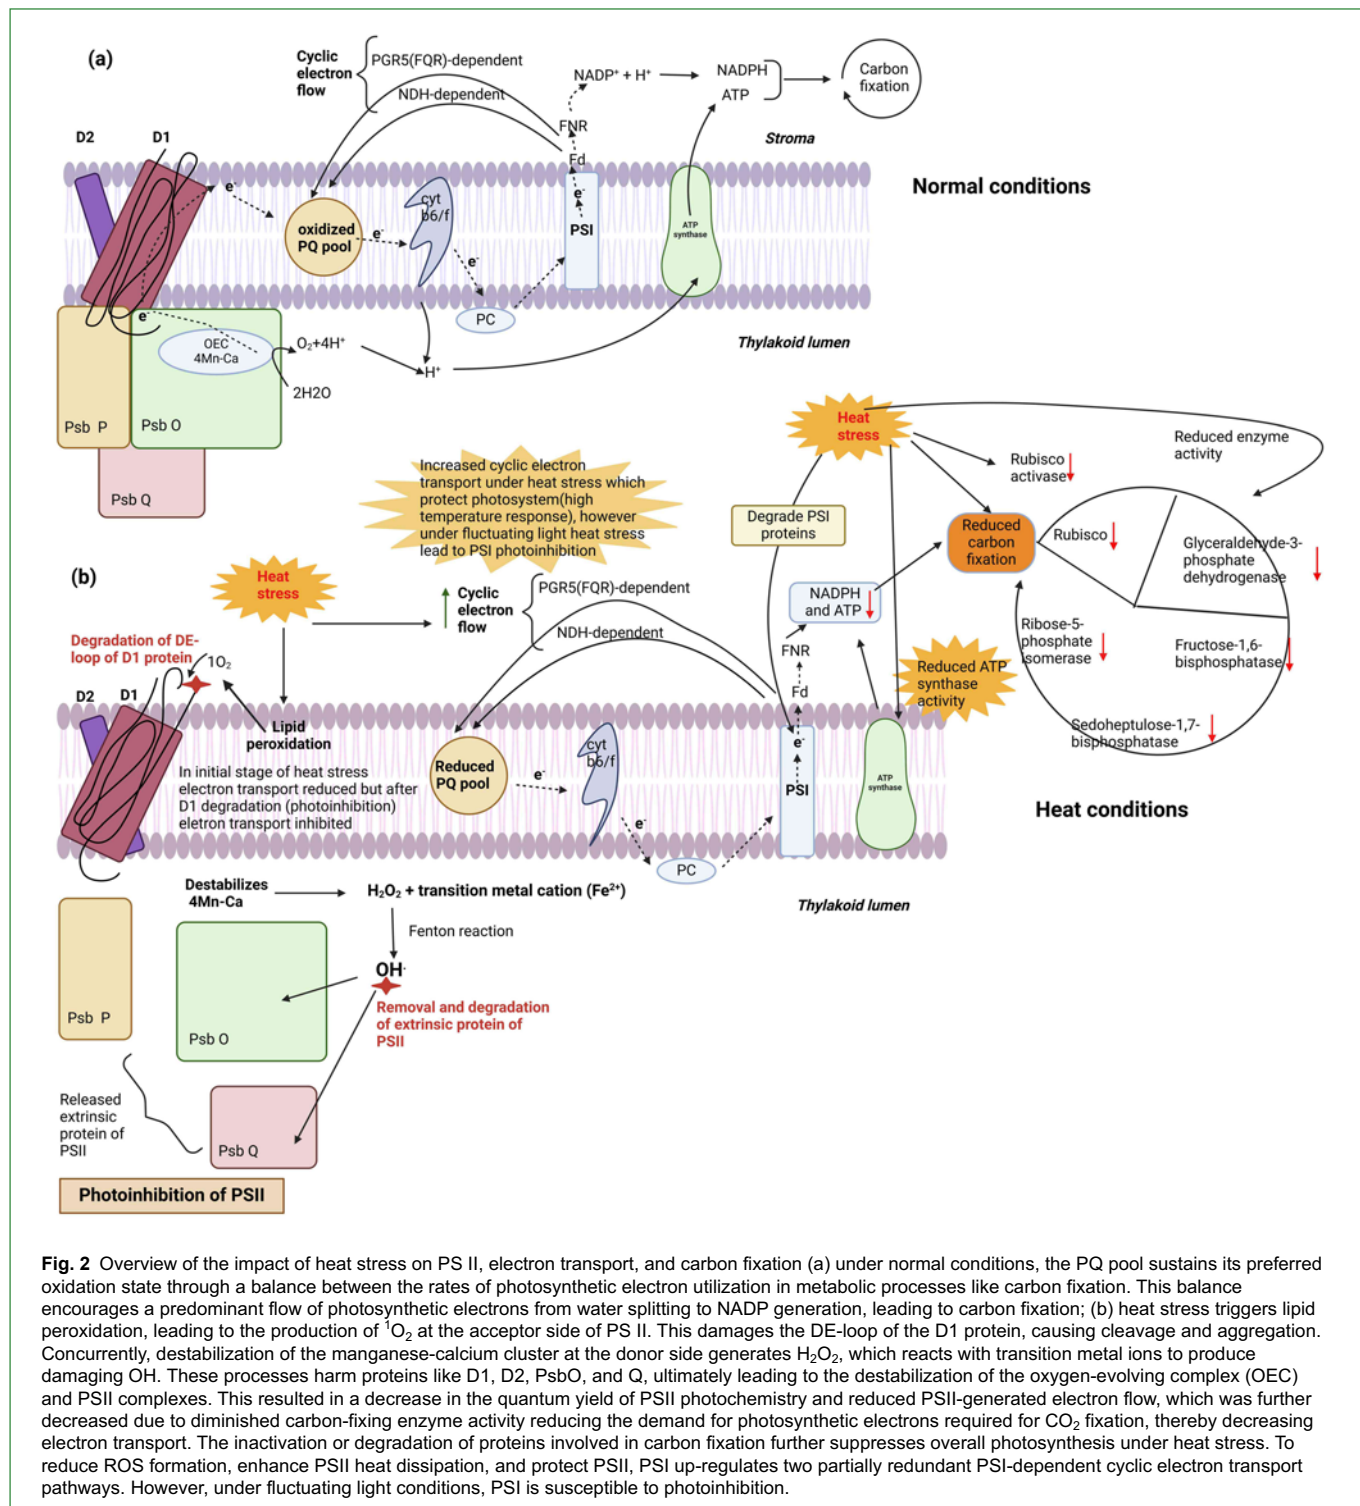 (a)
Cyclic
electron
flow
PGR5(FQR)-dependent
NDH-dependent
NADP⁺ + H⁺
NADPH
ATP
Carbon
fixation
FNR
Fd
Stroma
D2
D1
e⁻
oxidized
PQ pool
e⁻
cyt
b6/f
e⁻
e⁻
PSI
ATP
synthase
Normal conditions
e⁻
PC
OEC
4Mn-Ca
O₂+4H⁺
H⁺
2H2O
Thylakoid lumen
Psb P
Psb O
Psb Q
Heat
stress
Reduced enzyme
activity
Rubisco
activase
Increased cyclic electron
transport under heat stress which
protect photosystem(high
temperature response), however
under fluctuating light heat stress
lead to PSI photoinhibition
Degrade PSI
proteins
Reduced
carbon
fixation
Rubisco
Glyceraldehyde-3-
phosphate
dehydrogenase
Ribose-5-
phosphate
isomerase
Fructose-1,6-
bisphosphatase
Sedoheptulose-1,7-
bisphosphatase
(b)
Heat
stress
Cyclic
electron
flow
PGR5(FQR)-dependent
NDH-dependent
NADPH
and ATP
FNR
Fd
Reduced ATP
synthase
activity
Degradation of DE-
loop of D1 protein
1O₂
D2
D1
Lipid
peroxidation
In initial stage of heat stress
electron transport reduced but after
D1 degradation (photoinhibition)
eletron transport inhibited
Reduced
PQ pool
e⁻
cyt
b6/f
e⁻
PC
e⁻
PSI
ATP
synthase
Heat conditions
Thylakoid lumen
Destabilizes
4Mn-Ca
H₂O₂ + transition metal cation (Fe²⁺)
Fenton reaction
OH·
Removal and degradation
of extrinsic protein of
PSII
Psb P
Psb O
Psb Q
Released
extrinsic
protein of
PSII
Photoinhibition of PSII
Fig. 2 Overview of the impact of heat stress on PS II, electron transport, and carbon fixation (a) under normal conditions, the PQ pool sustains its preferred
oxidation state through a balance between the rates of photosynthetic electron utilization in metabolic processes like carbon fixation. This balance
encourages a predominant flow of photosynthetic electrons from water splitting to NADP generation, leading to carbon fixation; (b) heat stress triggers lipid
peroxidation, leading to the production of ¹O₂ at the acceptor side of PS II. This damages the DE-loop of the D1 protein, causing cleavage and aggregation.
Concurrently, destabilization of the manganese-calcium cluster at the donor side generates H₂O₂, which reacts with transition metal ions to produce
damaging OH. These processes harm proteins like D1, D2, PsbO, and Q, ultimately leading to the destabilization of the oxygen-evolving complex (OEC)
and PSII complexes. This resulted in a decrease in the quantum yield of PSII photochemistry and reduced PSII-generated electron flow, which was further
decreased due to diminished carbon-fixing enzyme activity reducing the demand for photosynthetic electrons required for CO₂ fixation, thereby decreasing
electron transport. The inactivation or degradation of proteins involved in carbon fixation further suppresses overall photosynthesis under heat stress. To
reduce ROS formation, enhance PSII heat dissipation, and protect PSII, PSI up-regulates two partially redundant PSI-dependent cyclic electron transport
pathways. However, under fluctuating light conditions, PSI is susceptible to photoinhibition.